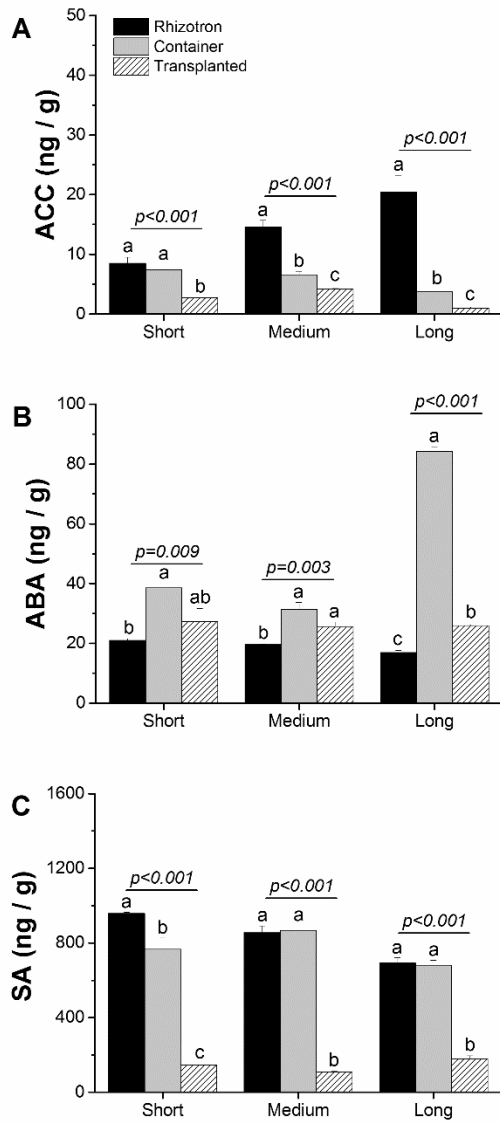 A
Rhizotron
Container
Transplanted
ACC (ng / g)
50
40
30
20
10
0
p<0.001
p<0.001
p<0.001
a a b
a b c
a b c
Short Medium Long
B
ABA (ng / g)
100
80
60
40
20
0
p=0.009
p=0.003
p<0.001
b a ab
b a a
c a b
Short Medium Long
C
SA (ng / g)
1600
1200
800
400
0
p<0.001
p<0.001
p<0.001
a b c
a a b
a a b
Short Medium Long